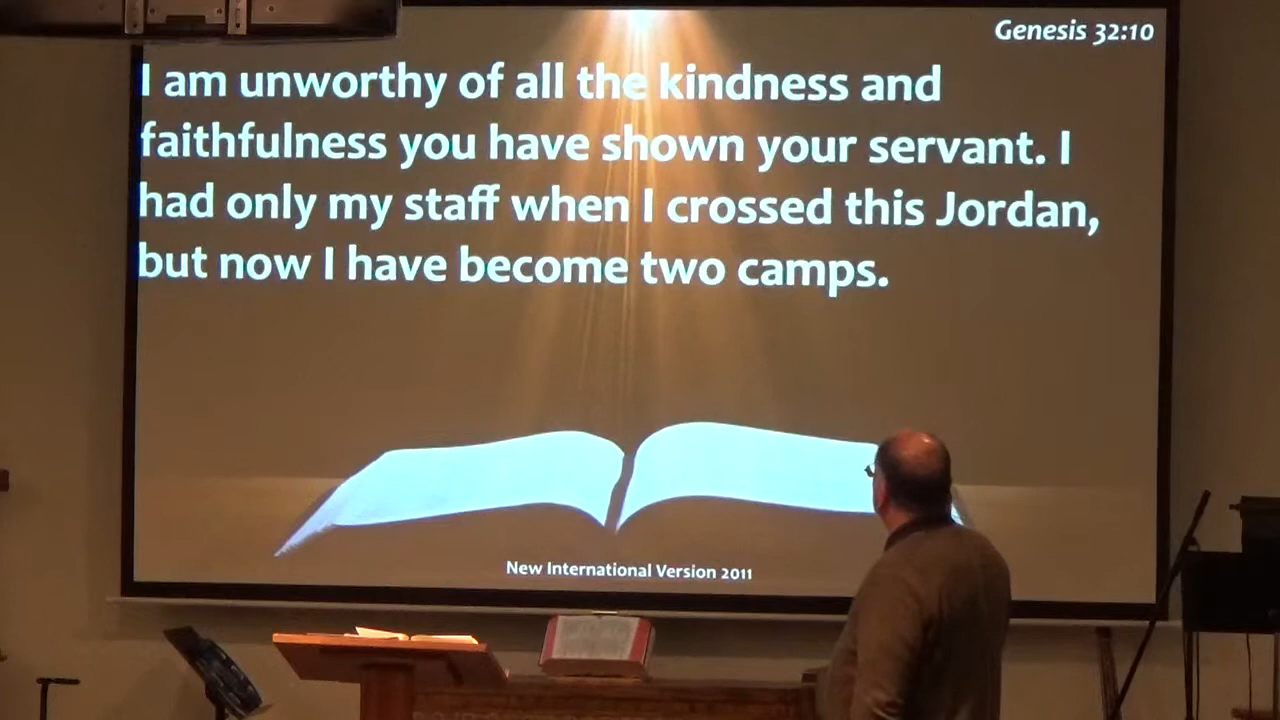 Genesis 32:10
I am unworthy of all the kindness and
faithfulness you have shown your servant. I
had only my staff when I crossed this Jordan,
but now I have become two camps.
New International Version 2011